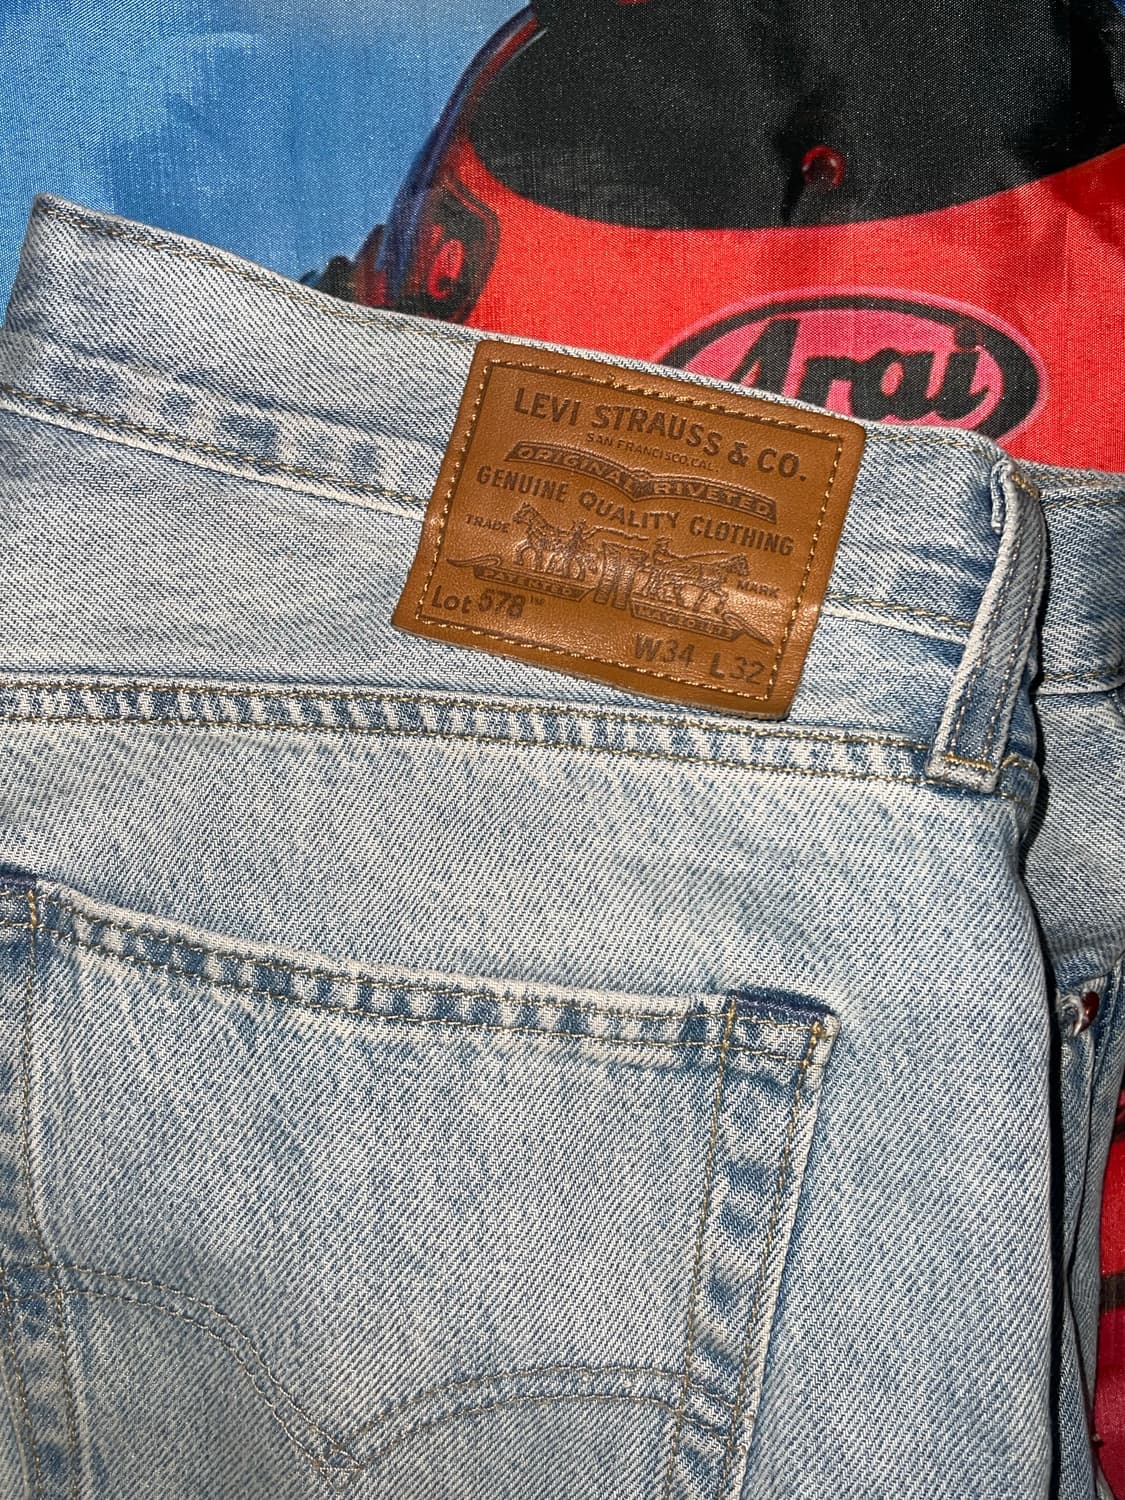 Arai
LEVI STRAUSS & CO.
SAN FRANCISCO, CAL.
ORIGINAL RIVETED
GENUINE QUALITY CLOTHING
TRADE MARK
PATENTED MAY 20 1873
Lot 578™
W34 L32